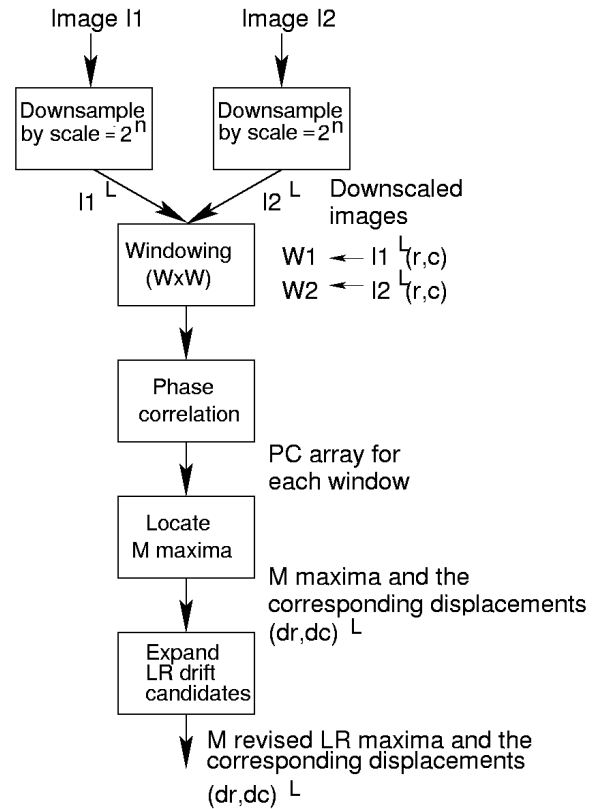 Image I1
Image I2
Downsample
by scale = 2^n
Downsample
by scale = 2^n
I1 L
I2 L
Downscaled
images
Windowing
(WxW)
W1 ← I1 L(r,c)
W2 ← I2 L(r,c)
Phase
correlation
PC array for
each window
Locate
M maxima
M maxima and the
corresponding displacements
(dr,dc) L
Expand
LR drift
candidates
M revised LR maxima and the
corresponding displacements
(dr,dc) L